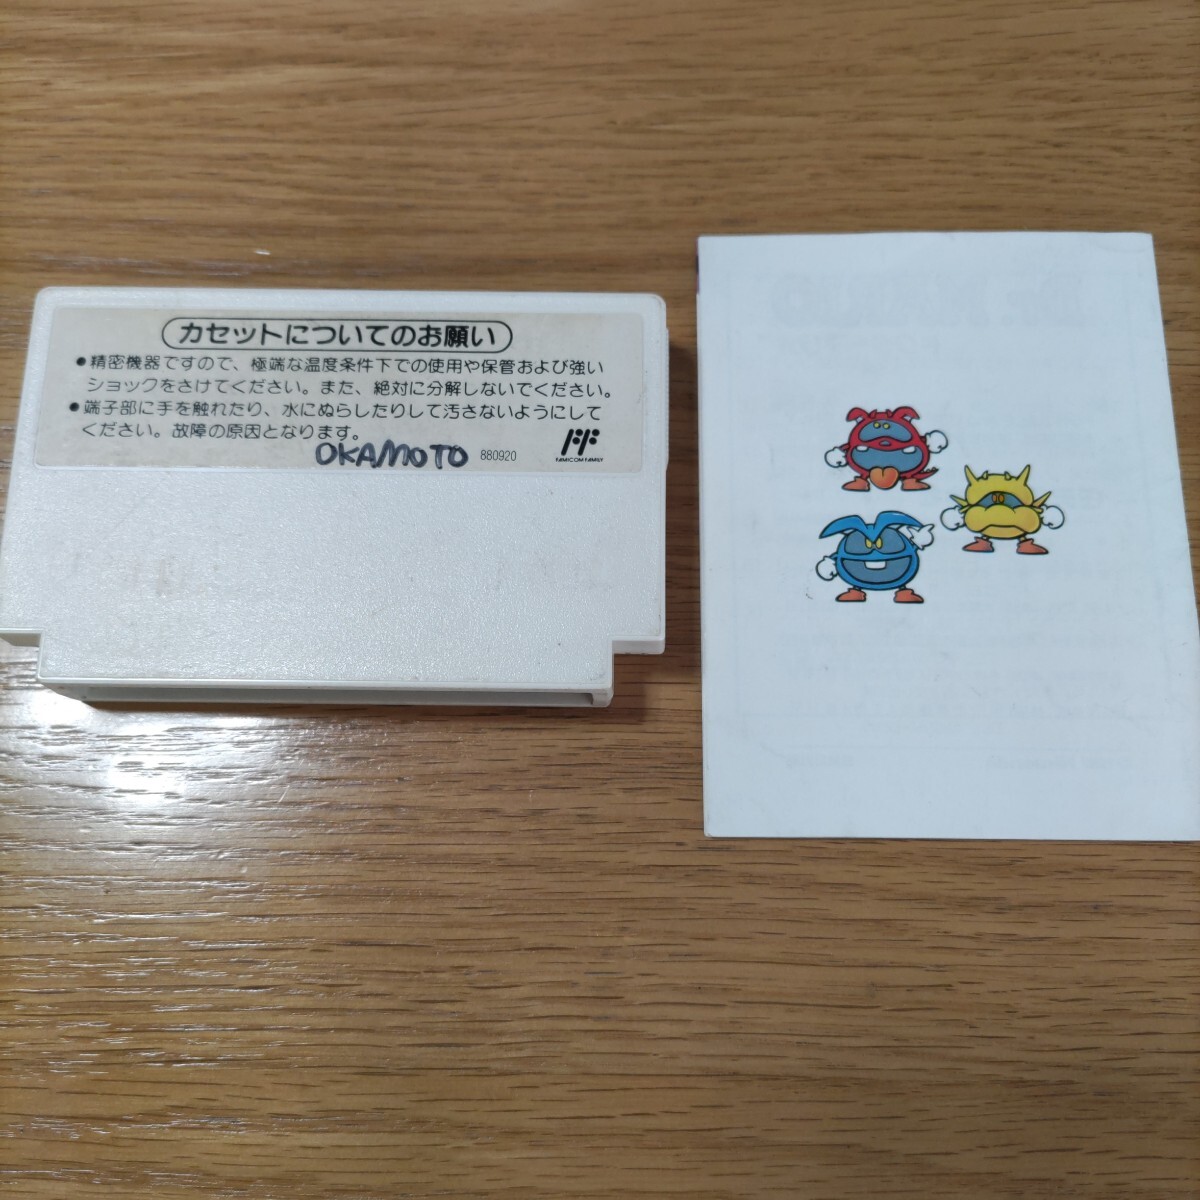 カセットについてのお願い
●精密機器ですので、極端な温度条件下での使用や保管および強い
ショックをさけてください。また、絶対に分解しないでください。
●端子部に手を触れたり、水にぬらしたりして汚さないようにして
ください。故障の原因となります。
OKAMOTO 880920
FAMICOM FAMILY